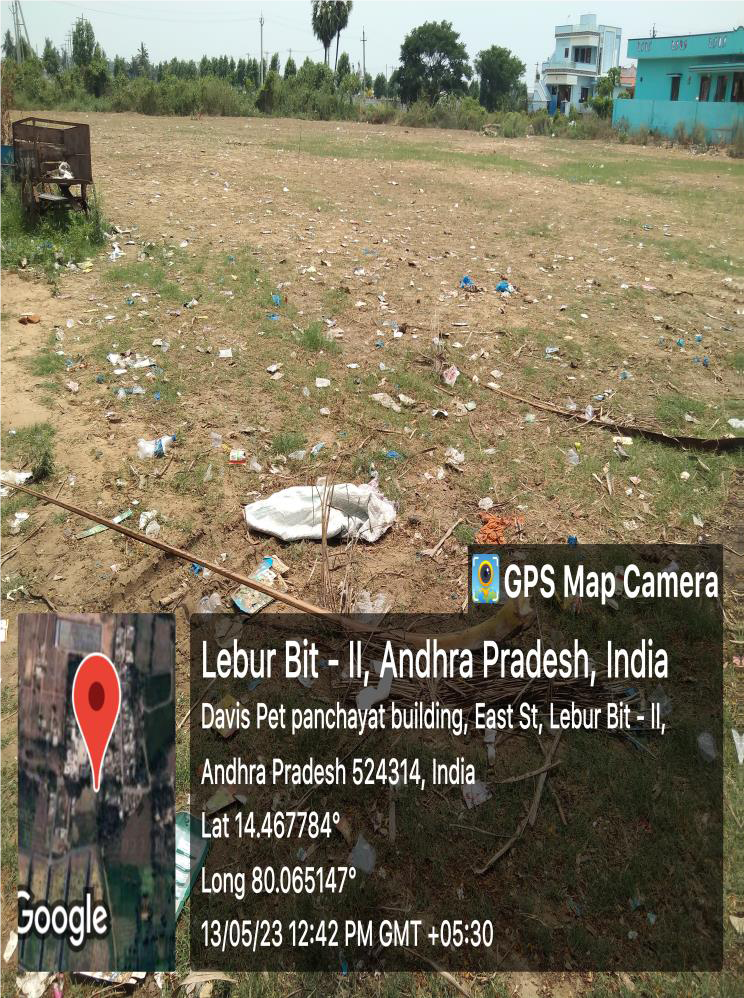 GPS Map Camera
Lebur Bit - II, Andhra Pradesh, India
Davis Pet panchayat building, East St, Lebur Bit - II,
Andhra Pradesh 524314, India
Lat 14.467784°
Long 80.065147°
13/05/23 12:42 PM GMT +05:30
Google